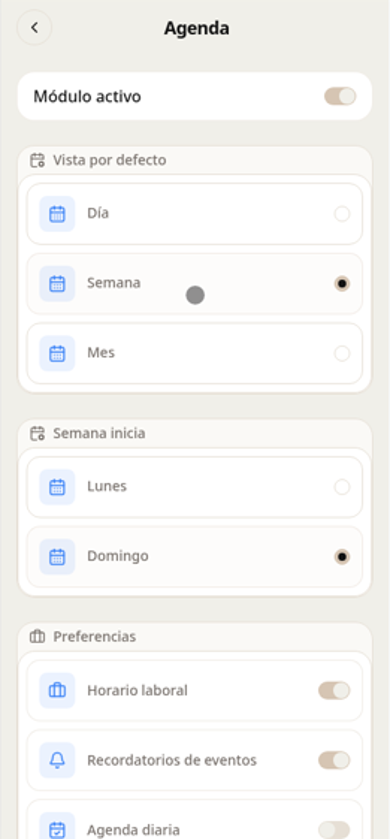 Agenda
Módulo activo
Vista por defecto
Día
Semana
Mes
Semana inicia
Lunes
Domingo
Preferencias
Horario laboral
Recordatorios de eventos
Agenda diaria